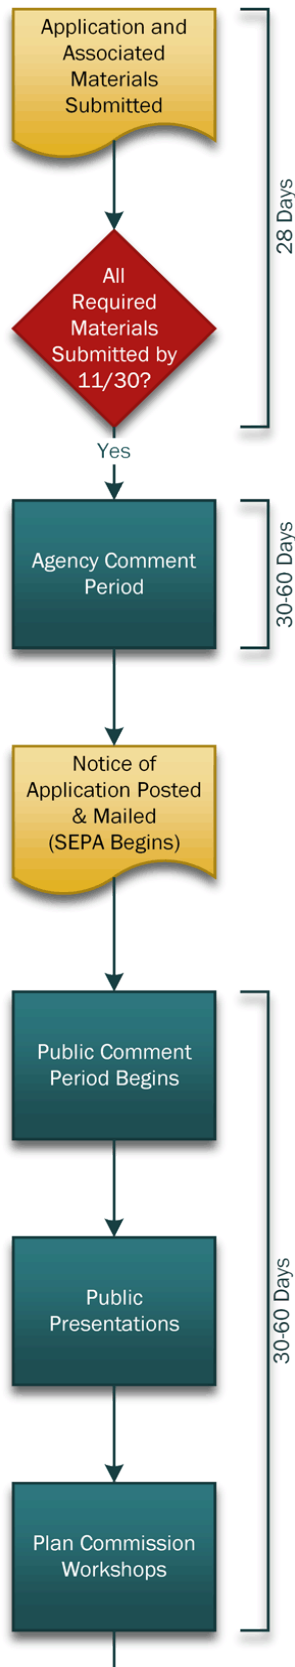 Application and
Associated
Materials
Submitted
28 Days
All
Required
Materials
Submitted by
11/30?
Yes
Agency Comment
Period
30-60 Days
Notice of
Application Posted
& Mailed
(SEPA Begins)
Public Comment
Period Begins
Public
Presentations
30-60 Days
Plan Commission
Workshops